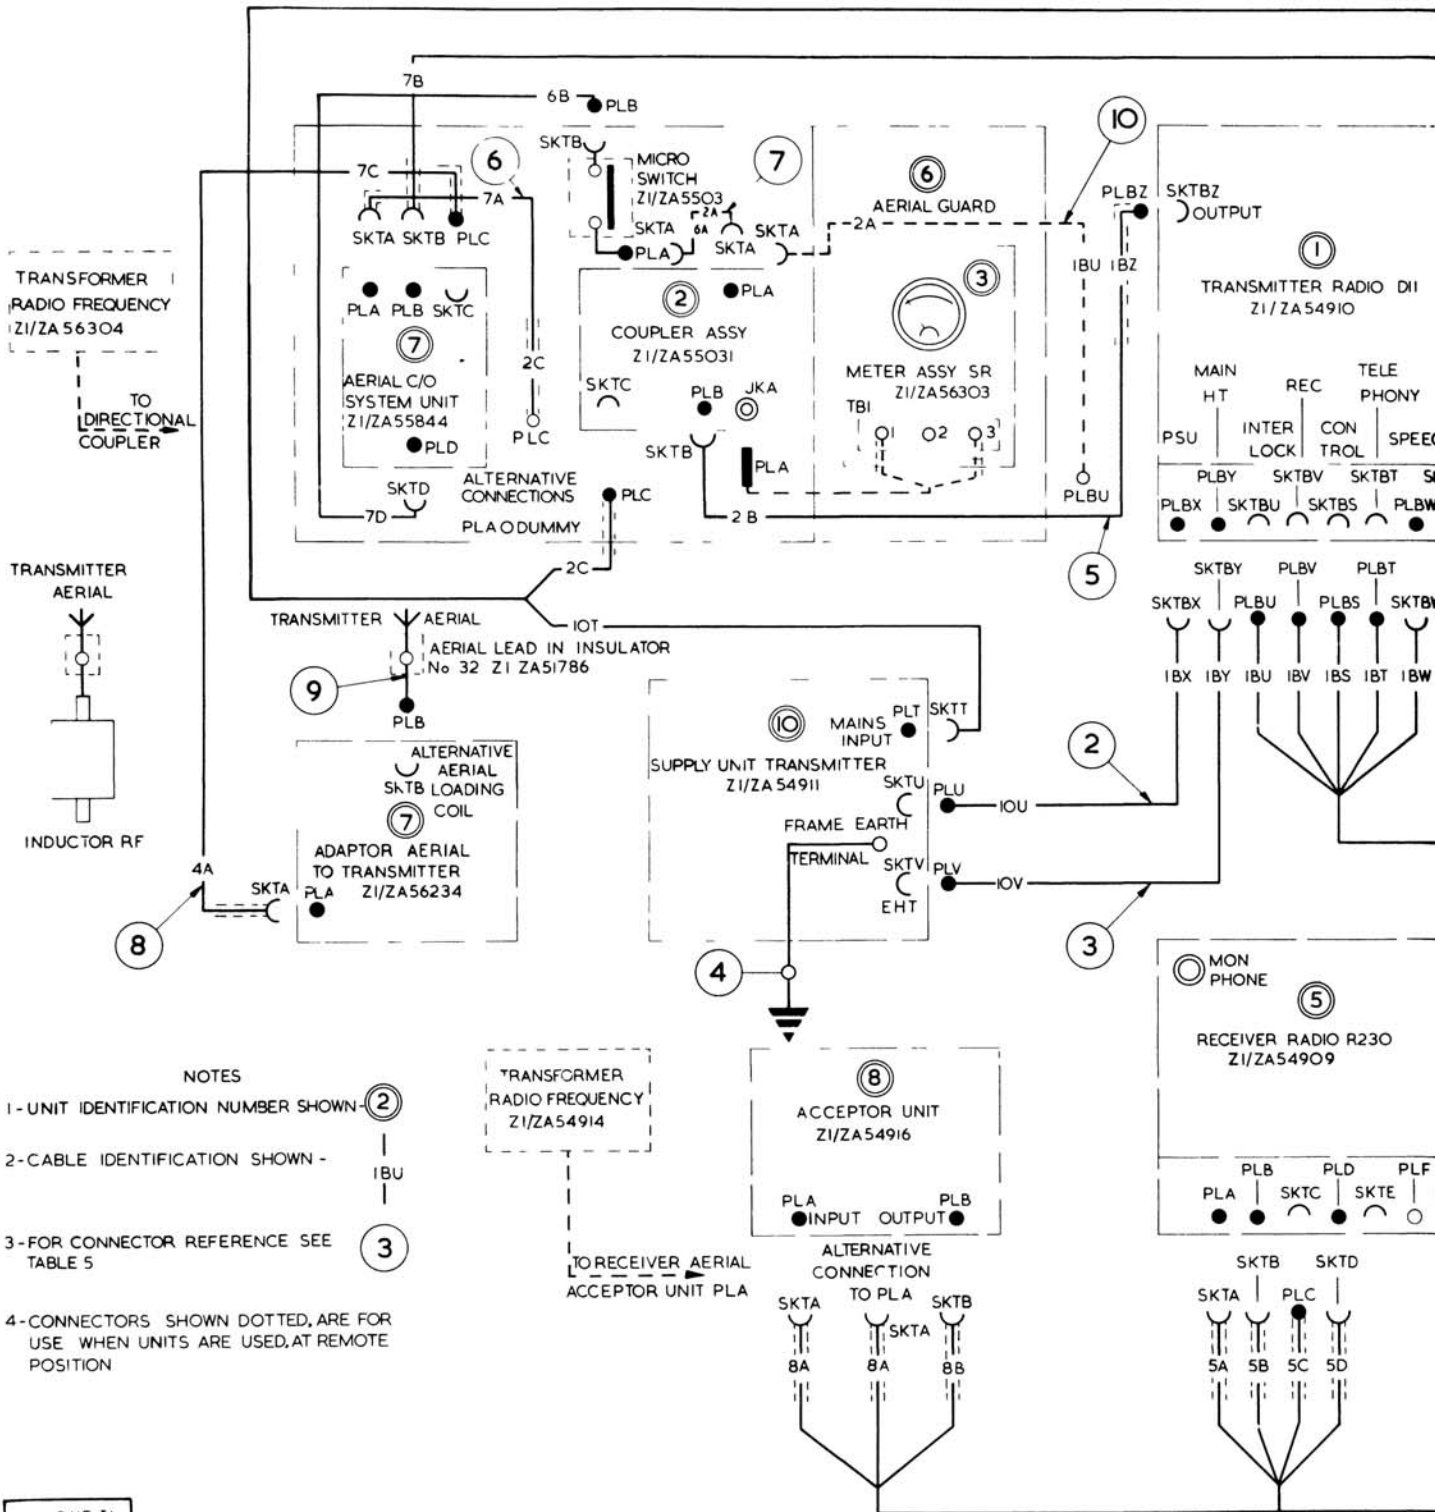 7B
6B
PLB
10
SKTB
MICRO
SWITCH
Z1/ZA5503
6
7
7C
7A
6
AERIAL GUARD
PLBZ
SKTBZ
OUTPUT
SKTA SKTB PLC
SKTA
2A
6A
PLA
SKTA
SKTA
2A
1BU
1BZ
1
TRANSMITTER RADIO D11
Z1/ZA54910
TRANSFORMER
RADIO FREQUENCY
Z1/ZA 56304
PLA PLB SKTC
7
AERIAL C/O
SYSTEM UNIT
Z1/ZA55844
PLD
2C
PLC
2
PLA
COUPLER ASSY
Z1/ZA55031
SKTC
PLB
JKA
3
METER ASSY SR
Z1/ZA56303
TB1
1
2
3
MAIN
HT
REC
TELE
PHONY
TO
DIRECTIONAL
COUPLER
PSU
INTER
LOCK
CON
TROL
SKTB
PLA
PLBU
PLBY
SKTBV
SKTBT
PLBX
SKTBU
SKTBS
SKTD
7D
ALTERNATIVE
CONNECTIONS
PLA O DUMMY
PLC
2B
5
2C
TRANSMITTER
AERIAL
SKTBY
PLBV
PLBT
SKTBX
PLBU
PLBS
TRANSMITTER
AERIAL
10T
AERIAL LEAD IN INSULATOR
No 32 Z1 ZA51786
9
PLB
1BX
1BY
1BU
1BV
1BS
1BT
1BW
10
MAINS
INPUT
PLT
SKTT
SUPPLY UNIT TRANSMITTER
Z1/ZA54911
2
SKTU
PLU
10U
ALTERNATIVE
AERIAL
LOADING
COIL
SKTB
7
ADAPTOR AERIAL
TO TRANSMITTER
Z1/ZA56234
INDUCTOR RF
FRAME EARTH
TERMINAL
SKTV
PLV
10V
EHT
4A
SKTA
PLA
8
3
4
MON
PHONE
5
RECEIVER RADIO R230
Z1/ZA54909
NOTES
1-UNIT IDENTIFICATION NUMBER SHOWN-
2
2-CABLE IDENTIFICATION SHOWN -
1BU
3-FOR CONNECTOR REFERENCE SEE
TABLE 5
3
4-CONNECTORS SHOWN DOTTED, ARE FOR
USE WHEN UNITS ARE USED, AT REMOTE
POSITION
TRANSFORMER
RADIO FREQUENCY
Z1/ZA54914
TO RECEIVER AERIAL
ACCEPTOR UNIT PLA
8
ACCEPTOR UNIT
Z1/ZA54916
PLA
INPUT
OUTPUT
PLB
ALTERNATIVE
CONNECTION
TO PLA
SKTA
SKTA
SKTB
8A
8A
8B
PLB
PLD
PLF
PLA
SKTC
SKTE
SKTB
SKTD
SKTA
PLC
5A
5B
5C
5D